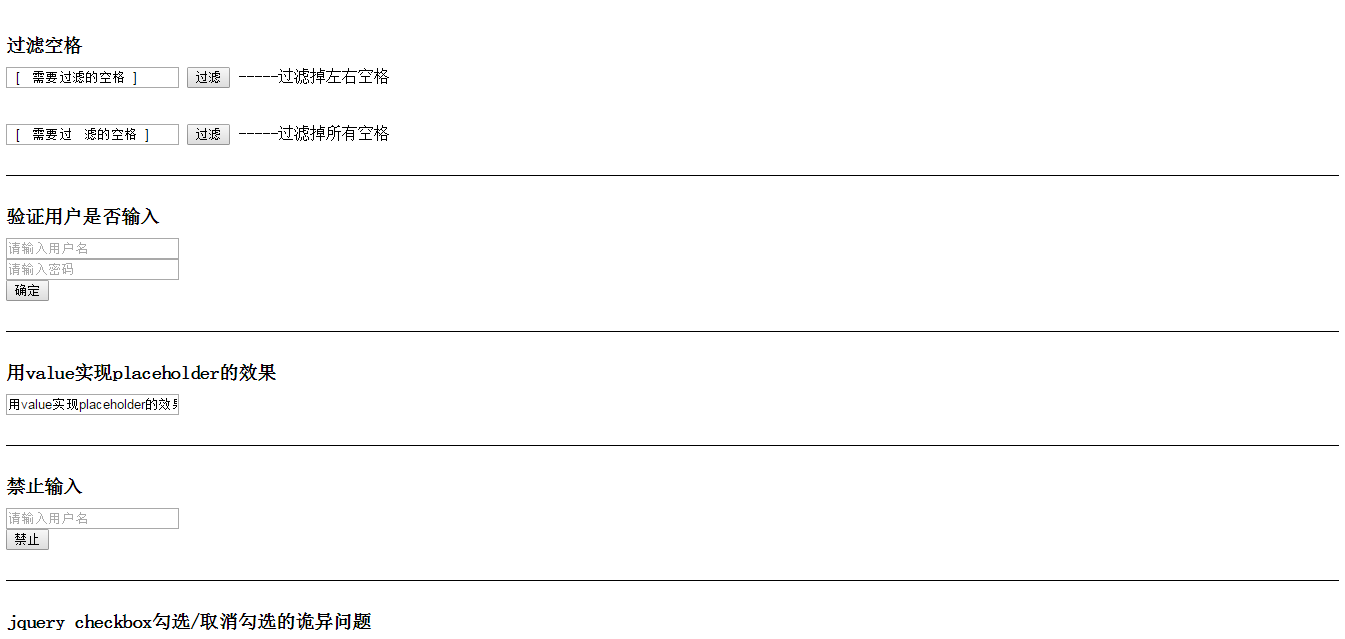 过滤空格
[ 需要过滤的空格 ] 过滤 -----过滤掉左右空格
[ 需要过  滤的空格 ] 过滤 -----过滤掉所有空格
验证用户是否输入
请输入用户名
请输入密码
确定
用value实现placeholder的效果
用value实现placeholder的效
禁止输入
请输入用户名
禁止
jquery checkbox勾选/取消勾选的诡异问题